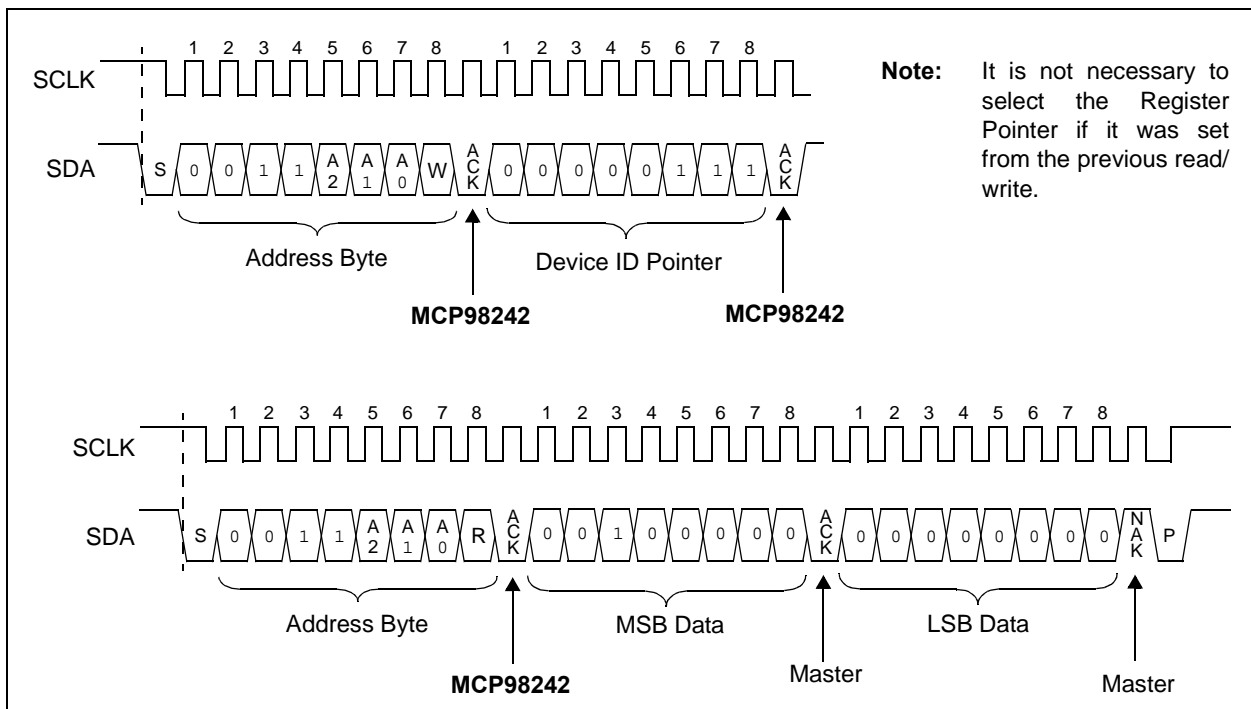 1 2 3 4 5 6 7 8 1 2 3 4 5 6 7 8
SCLK
SDA S 0 0 1 1 A2 A1 A0 W ACK 0 0 0 0 0 1 1 1 ACK
Address Byte Device ID Pointer
MCP98242 MCP98242
Note: It is not necessary to
select the Register
Pointer if it was set
from the previous read/
write.
1 2 3 4 5 6 7 8 1 2 3 4 5 6 7 8 1 2 3 4 5 6 7 8
SCLK
SDA S 0 0 1 1 A2 A1 A0 R ACK 0 0 1 0 0 0 0 0 ACK 0 0 0 0 0 0 0 0 NAK P
Address Byte MSB Data LSB Data
MCP98242 Master Master